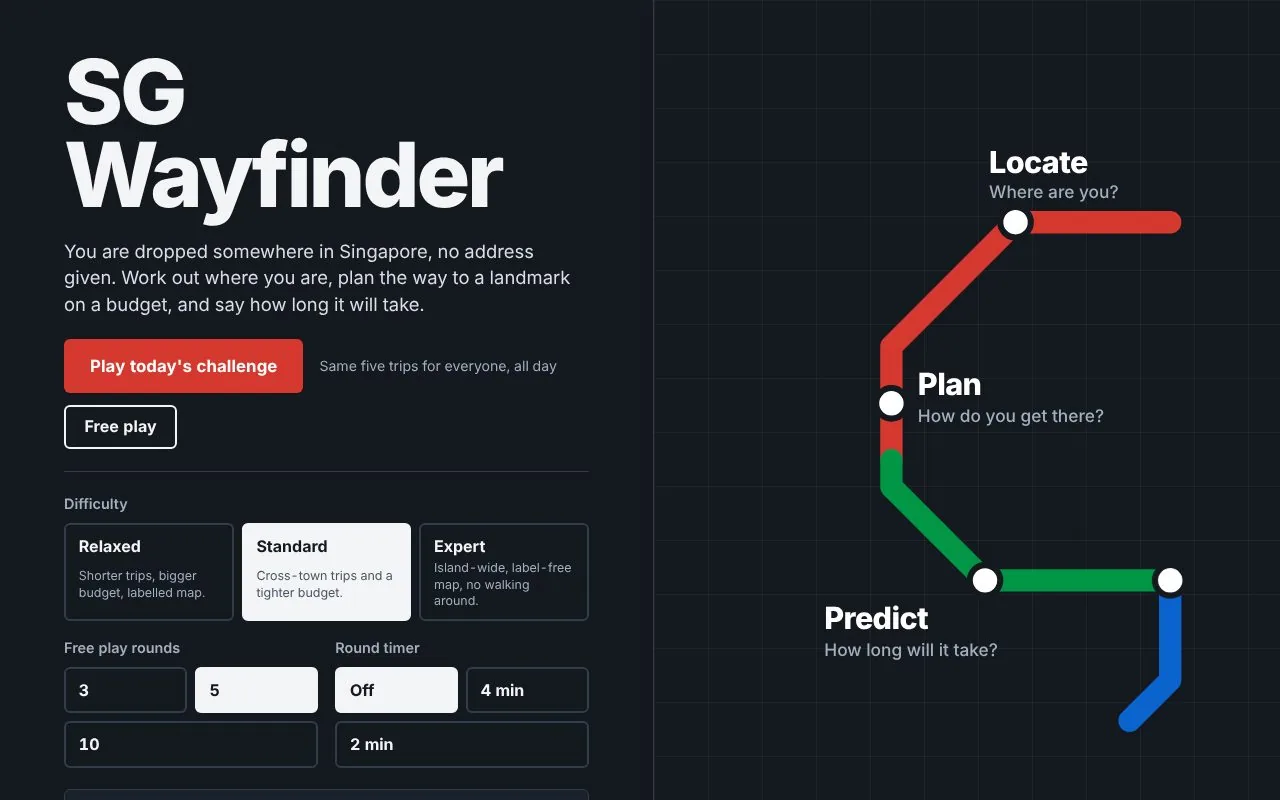 SG
Wayfinder
You are dropped somewhere in Singapore, no address
given. Work out where you are, plan the way to a landmark
on a budget, and say how long it will take.
Play today's challenge
Same five trips for everyone, all day
Free play
Difficulty
Relaxed
Shorter trips, bigger
budget, labelled map.
Standard
Cross-town trips and a
tighter budget.
Expert
Island-wide, label-free
map, no walking
around.
Free play rounds
3
5
10
Round timer
Off
4 min
2 min
Locate
Where are you?
Plan
How do you get there?
Predict
How long will it take?